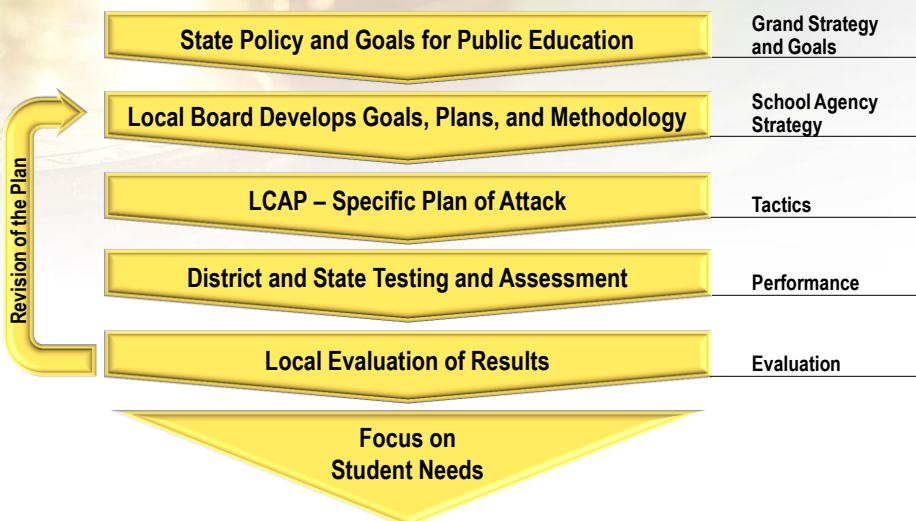 State Policy and Goals for Public Education
Grand Strategy
and Goals
Local Board Develops Goals, Plans, and Methodology
School Agency
Strategy
LCAP – Specific Plan of Attack
Tactics
District and State Testing and Assessment
Performance
Local Evaluation of Results
Evaluation
Focus on
Student Needs
Revision of the Plan